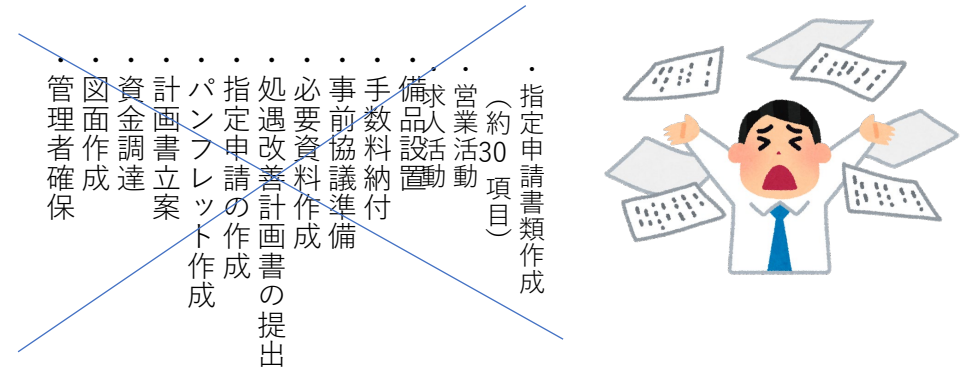 ・指定申請書類作成
（約30 項目）
・営業活動
・求人活動
・備品設置
・手数料納付
・事前協議準備
・必要資料作成
・処遇改善計画書の提出
・指定申請の作成
・パンフレット作成
・計画書立案
・資金調達
・図面作成
・管理者確保